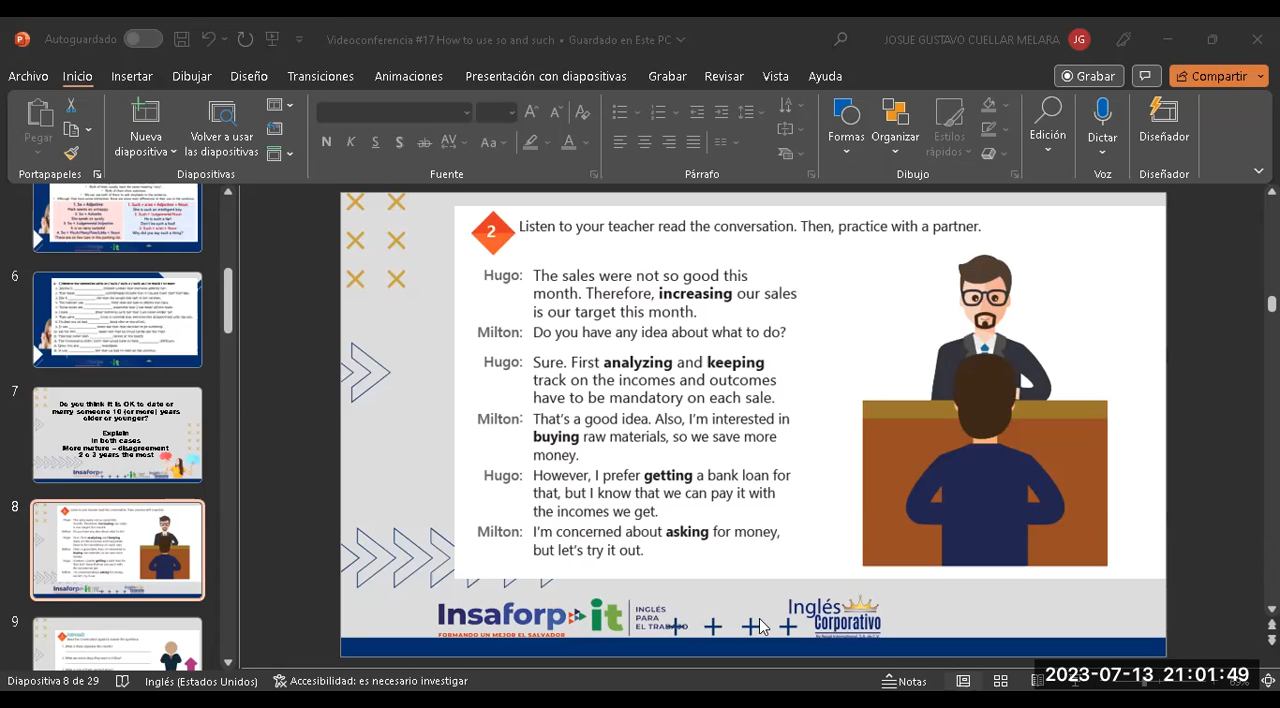 Autoguardado
Videoconferencia #17 How to use so and such • Guardado en Este PC
JOSUE GUSTAVO CUELLAR MELARA
JG
Archivo Inicio Insertar Dibujar Diseño Transiciones Animaciones Presentación con diapositivas Grabar Revisar Vista Ayuda
Grabar
Compartir
Pegar
Nueva diapositiva
Volver a usar las diapositivas
N K S S ab AV Aa A
Formas
Organizar
Estilos rápidos
Edición
Dictar
Diseñador
Portapapeles
Diapositivas
Fuente
Párrafo
Dibujo
Voz
Diseñador
6
7
Do you think it is OK to date or
marry someone 10 (or more) years
older or younger?
Explain
In both cases
More mature – disagreement
2 o 3 years the most
Insaforp
8
9
2
Listen to your teacher read the conversation
then, practice with a
Hugo: The sales were not so good this
Therefore, increasing
is our target this month.
Milton: any idea about what to do?
Hugo: Sure. First analyzing and keeping
track on the incomes and outcomes
have to be mandatory on each sale.
Milton: That's a good idea. Also, I'm interested in
buying raw materials, so we save more
money.
Hugo: However, I prefer getting a bank loan for
that, but I know that we can pay it with
the incomes we get.
Milton: concerned about asking for money,
but let's try it out.
Insaforp it
FORMANDO UN MEJOR EL SALVADOR
INGLÉS
PARA
EL TRABAJO
Inglés
Corporativo
Diapositiva 8 de 29
Inglés (Estados Unidos)
Accesibilidad: es necesario investigar
Notas
2023-07-13 21:01:49